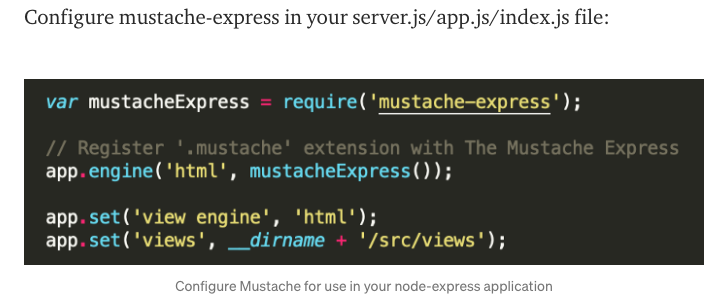 Configure mustache-express in your server.js/app.js/index.js file:
var mustacheExpress = require('mustache-express');
// Register '.mustache' extension with The Mustache Express
app.engine('html', mustacheExpress());
app.set('view engine', 'html');
app.set('views', __dirname + '/src/views');
Configure Mustache for use in your node-express application